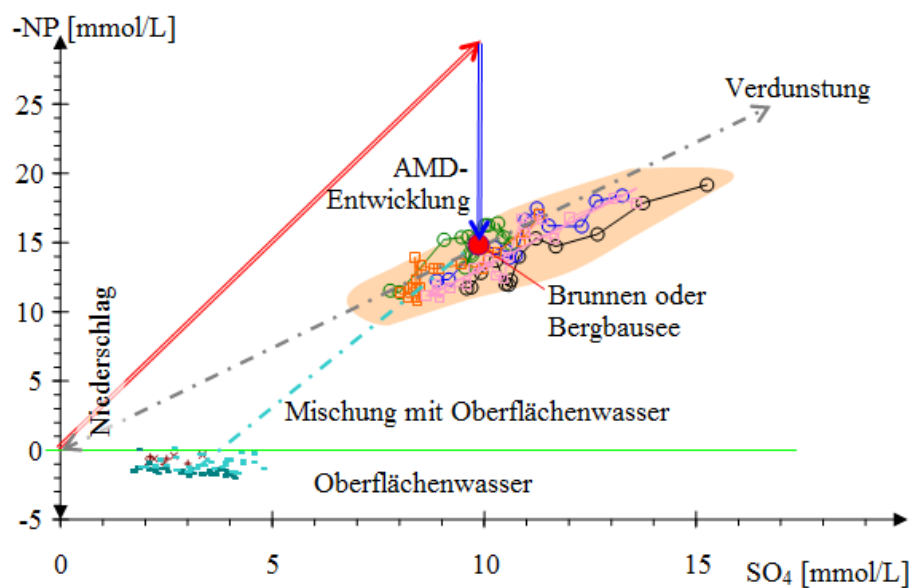 -NP [mmol/L]
25
20
15
10
5
0
-5
Verdunstung
AMD-
Entwicklung
Niederschlag
Brunnen oder
Bergbausee
Mischung mit Oberflächenwasser
Oberflächenwasser
0
5
10
15
SO₄ [mmol/L]